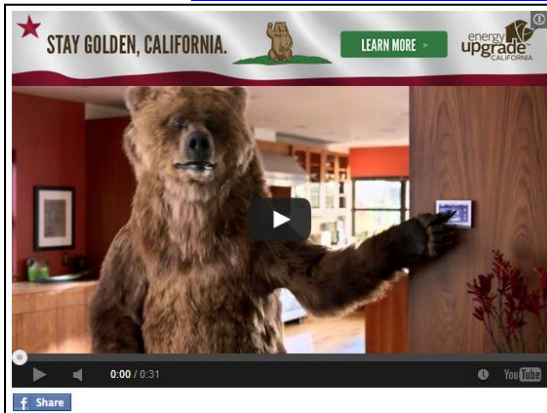 STAY GOLDEN, CALIFORNIA.
LEARN MORE
energy
upgrade
CALIFORNIA
0:00 / 0:31
YouTube
f Share